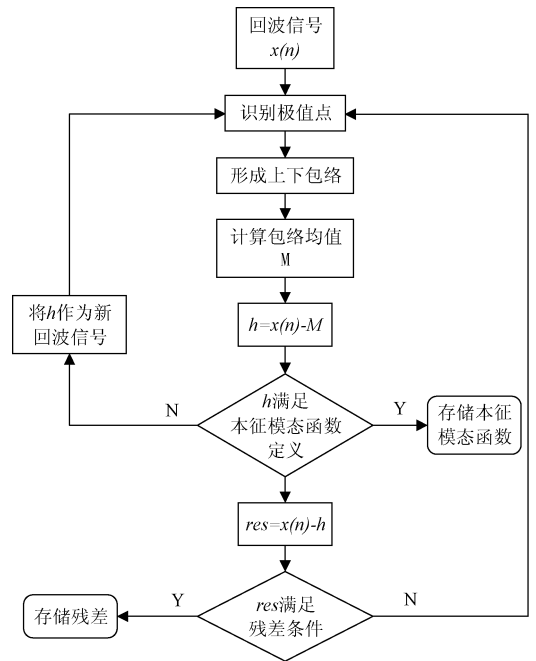 回波信号
x(n)
识别极值点
形成上下包络
计算包络均值
M
将h作为新
回波信号
h=x(n)-M
N
h满足
本征模态函数
定义
Y
存储本征
模态函数
res=x(n)-h
存储残差
Y
res满足
残差条件
N